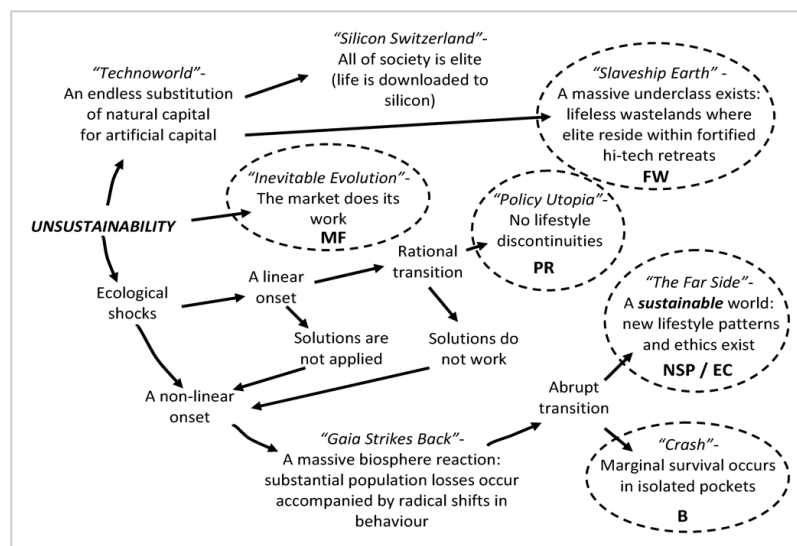 “Silicon Switzerland”-
All of society is elite
(life is downloaded to
silicon)
“Technoworld”-
An endless substitution
of natural capital
for artificial capital
“Slaveship Earth” -
A massive underclass exists:
lifeless wastelands where
elite reside within fortified
hi-tech retreats
FW
“Inevitable Evolution”-
The market does its
work
MF
UNSUSTAINABILITY
“Policy Utopia”-
No lifestyle
discontinuities
PR
Rational
transition
A linear
onset
Ecological
shocks
“The Far Side”-
A sustainable world:
new lifestyle patterns
and ethics exist
NSP / EC
Solutions are
not applied
Solutions do
not work
A non-linear
onset
Abrupt
transition
“Gaia Strikes Back”-
A massive biosphere reaction:
substantial population losses occur
accompanied by radical shifts in
behaviour
“Crash”-
Marginal survival occurs
in isolated pockets
B